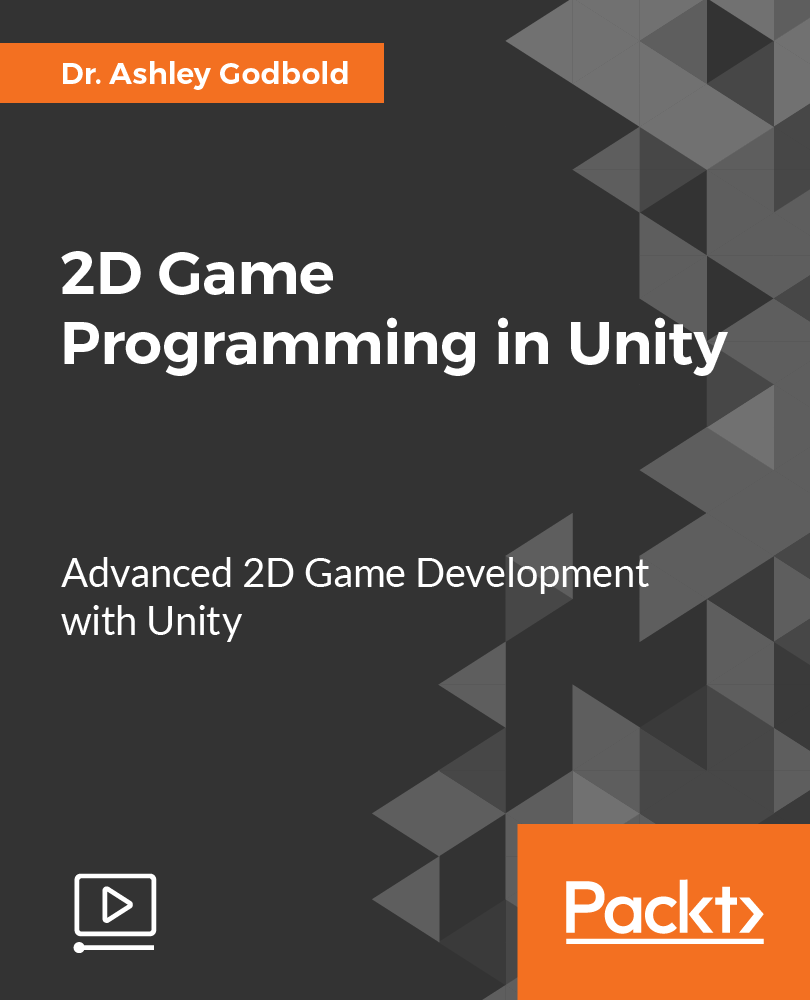 Dr. Ashley Godbold
2D Game
Programming in Unity
Advanced 2D Game Development
with Unity
Packt